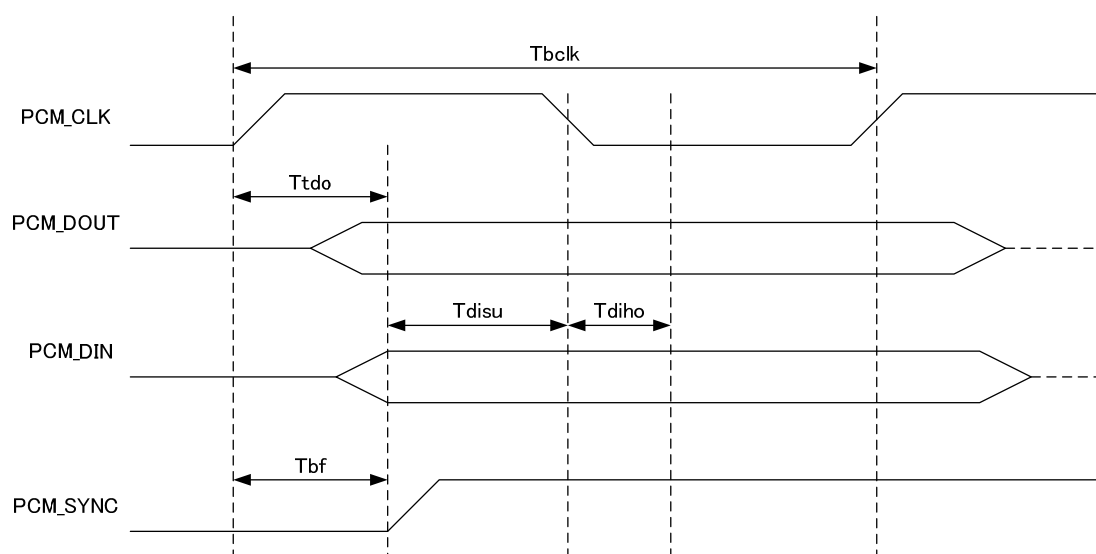 Tbclk
PCM_CLK
Ttdo
PCM_DOUT
Tdisu
Tdiho
PCM_DIN
Tbf
PCM_SYNC